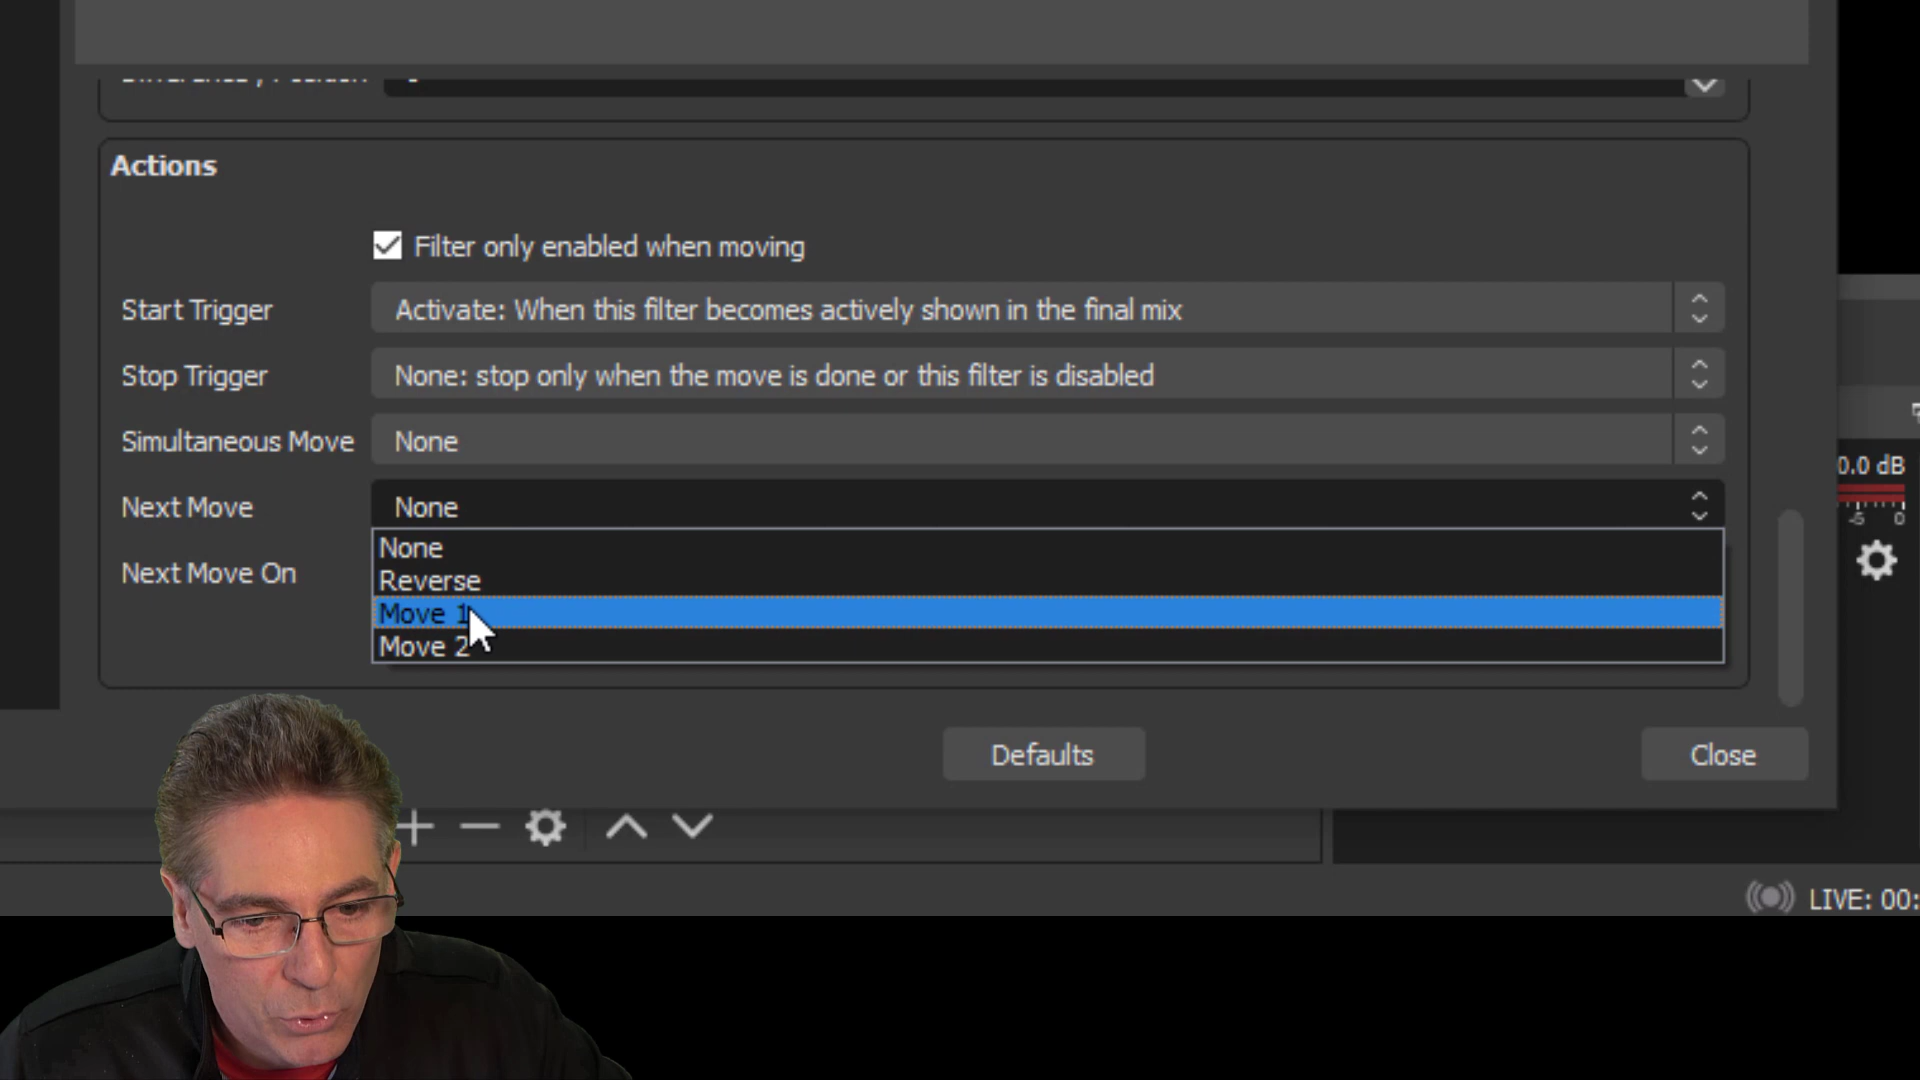 Actions
Filter only enabled when moving
Start Trigger Activate: When this filter becomes actively shown in the final mix
Stop Trigger None: stop only when the move is done or this filter is disabled
Simultaneous Move None
Next Move None
None
Reverse
Next Move On
Move 1
Move 2
Defaults
Close
0.0 dB
-5 0
LIVE: 00: